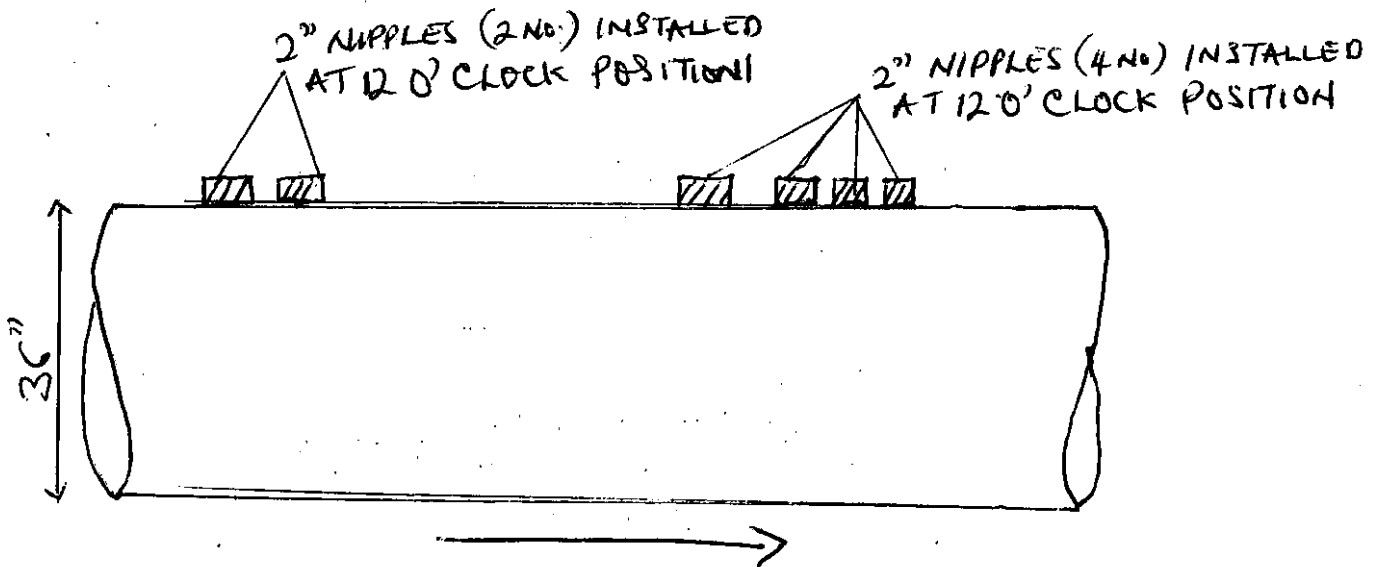 2" NIPPLES (2 NO.) INSTALLED
AT 12 O' CLOCK POSITION
2" NIPPLES (4 NO) INSTALLED
AT 12 O' CLOCK POSITION
36"